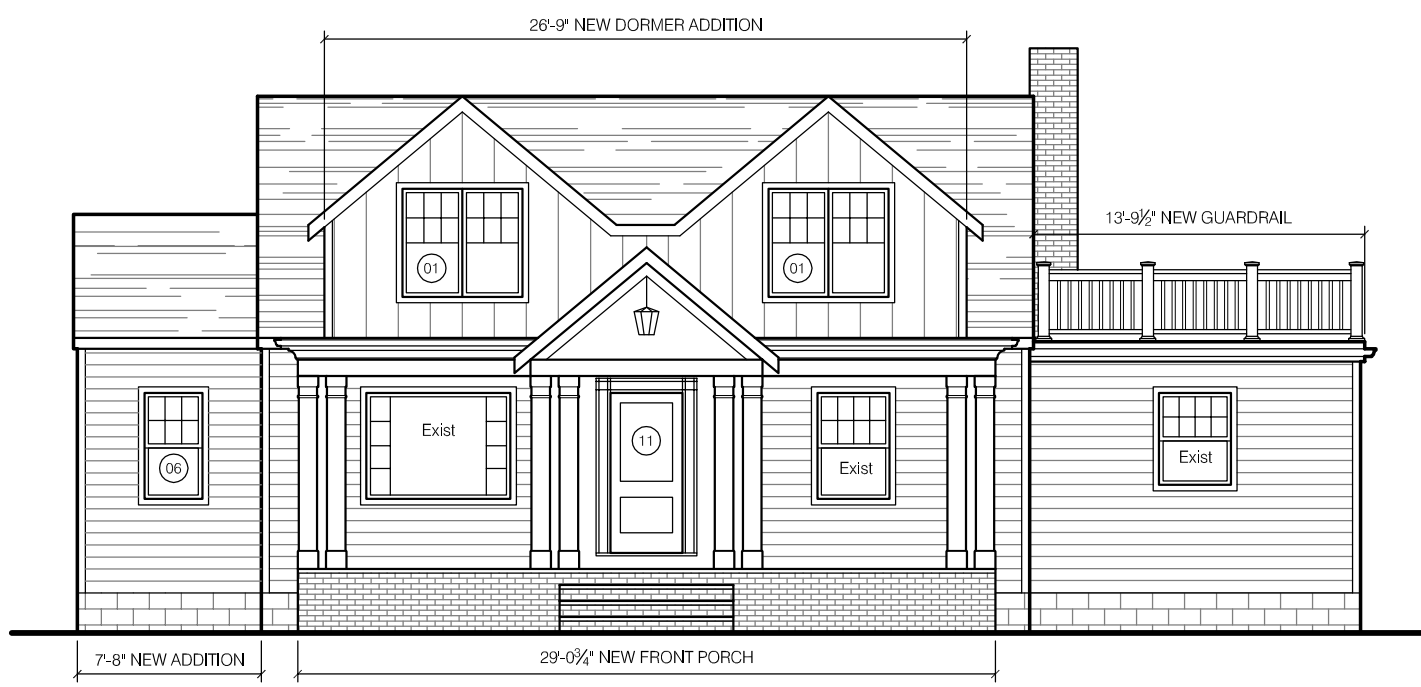 26'-9" NEW DORMER ADDITION
13'-9½" NEW GUARDRAIL
01
01
Exist
11
06
Exist
Exist
7'-8" NEW ADDITION
29'-0¾" NEW FRONT PORCH